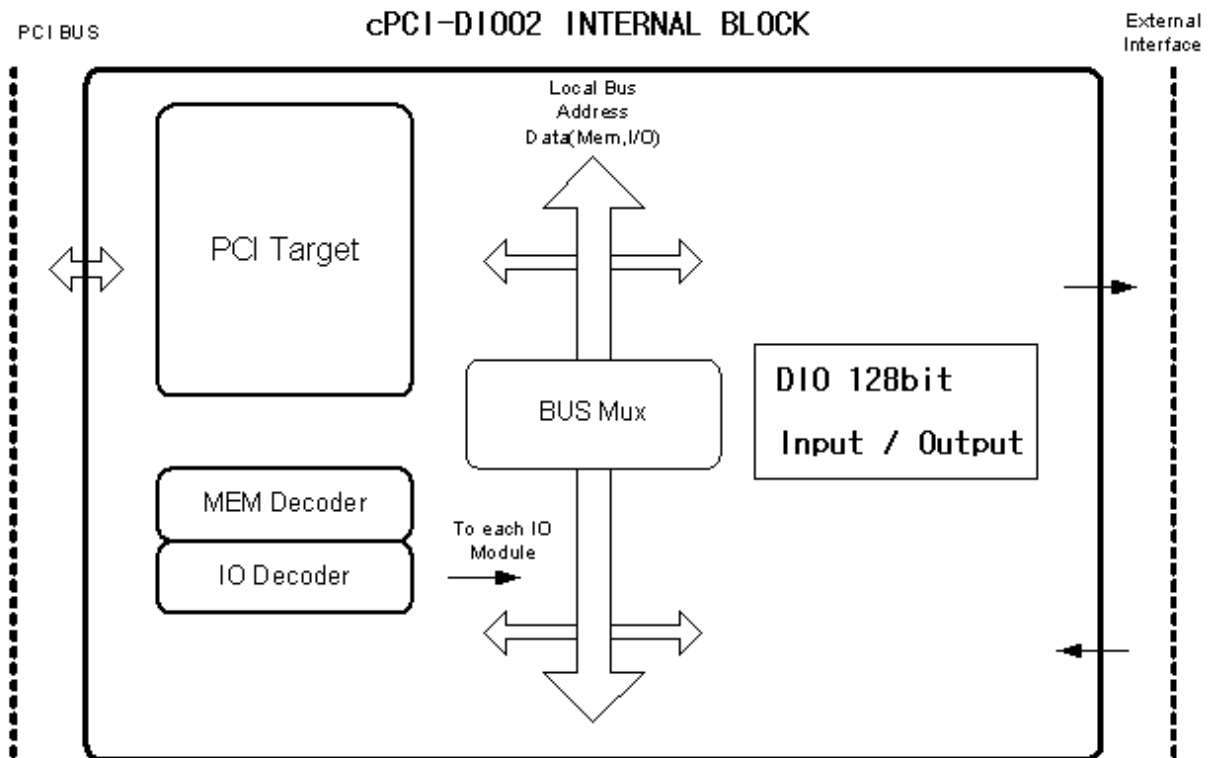 cPCI-DIO02 INTERNAL BLOCK
PCI BUS
External
Interface
Local Bus
Address
Data(Mem,I/O)
PCI Target
BUS Mux
DIO 128bit
Input / Output
MEM Decoder
IO Decoder
To each IO
Module